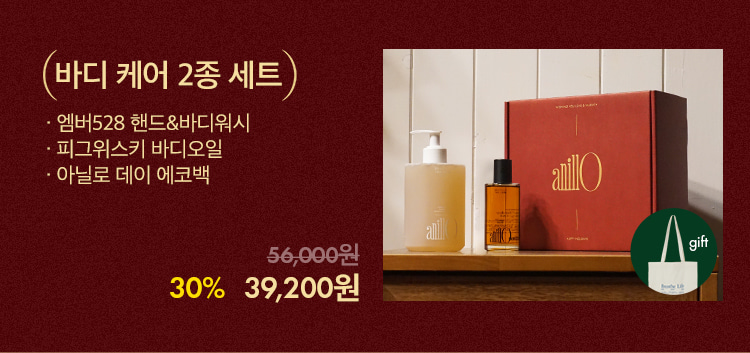 바디 케어 2종 세트
· 엠버528 핸드&바디워시
· 피그위스키 바디오일
· 아닐로 데이 에코백
56,000원
30% 39,200원
anillO
anillO
anillO
gift